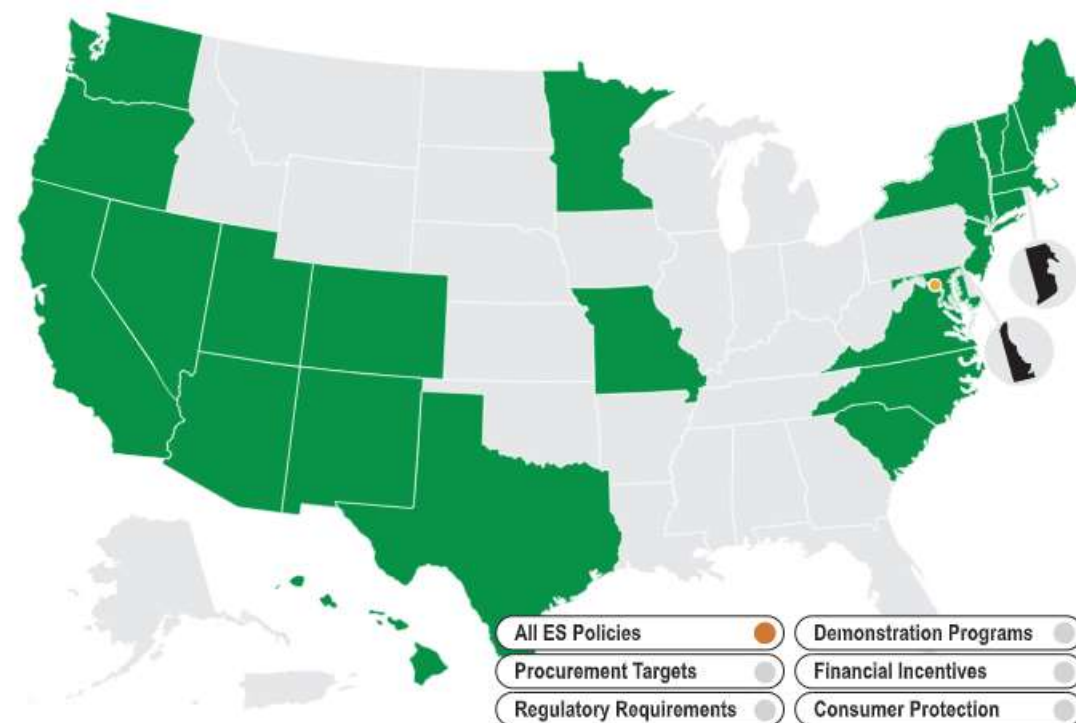 All ES Policies
Demonstration Programs
Procurement Targets
Financial Incentives
Regulatory Requirements
Consumer Protection